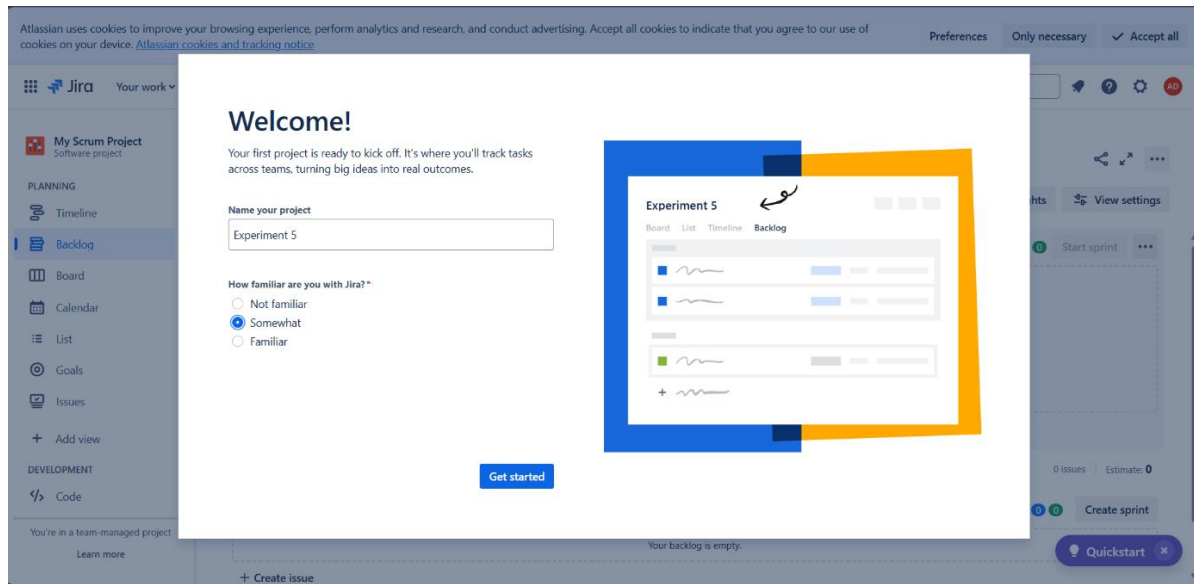 Atlassian uses cookies to improve your browsing experience, perform analytics and research, and conduct advertising. Accept all cookies to indicate that you agree to our use of
cookies on your device. Atlassian cookies and tracking notice
Preferences
Only necessary
Accept all
Jira
Your work
AD
My Scrum Project
Software project
PLANNING
Timeline
Backlog
Board
Calendar
List
Goals
Issues
+ Add view
DEVELOPMENT
Code
You're in a team-managed project
Learn more
Welcome!
Your first project is ready to kick off. It's where you'll track tasks
across teams, turning big ideas into real outcomes.
Name your project
Experiment 5
How familiar are you with Jira?*
Not familiar
Somewhat
Familiar
Get started
Experiment 5
Board List Timeline Backlog
View settings
0 Start sprint
0 issues Estimate: 0
0 0 Create sprint
Your backlog is empty.
Quickstart
+ Create issue